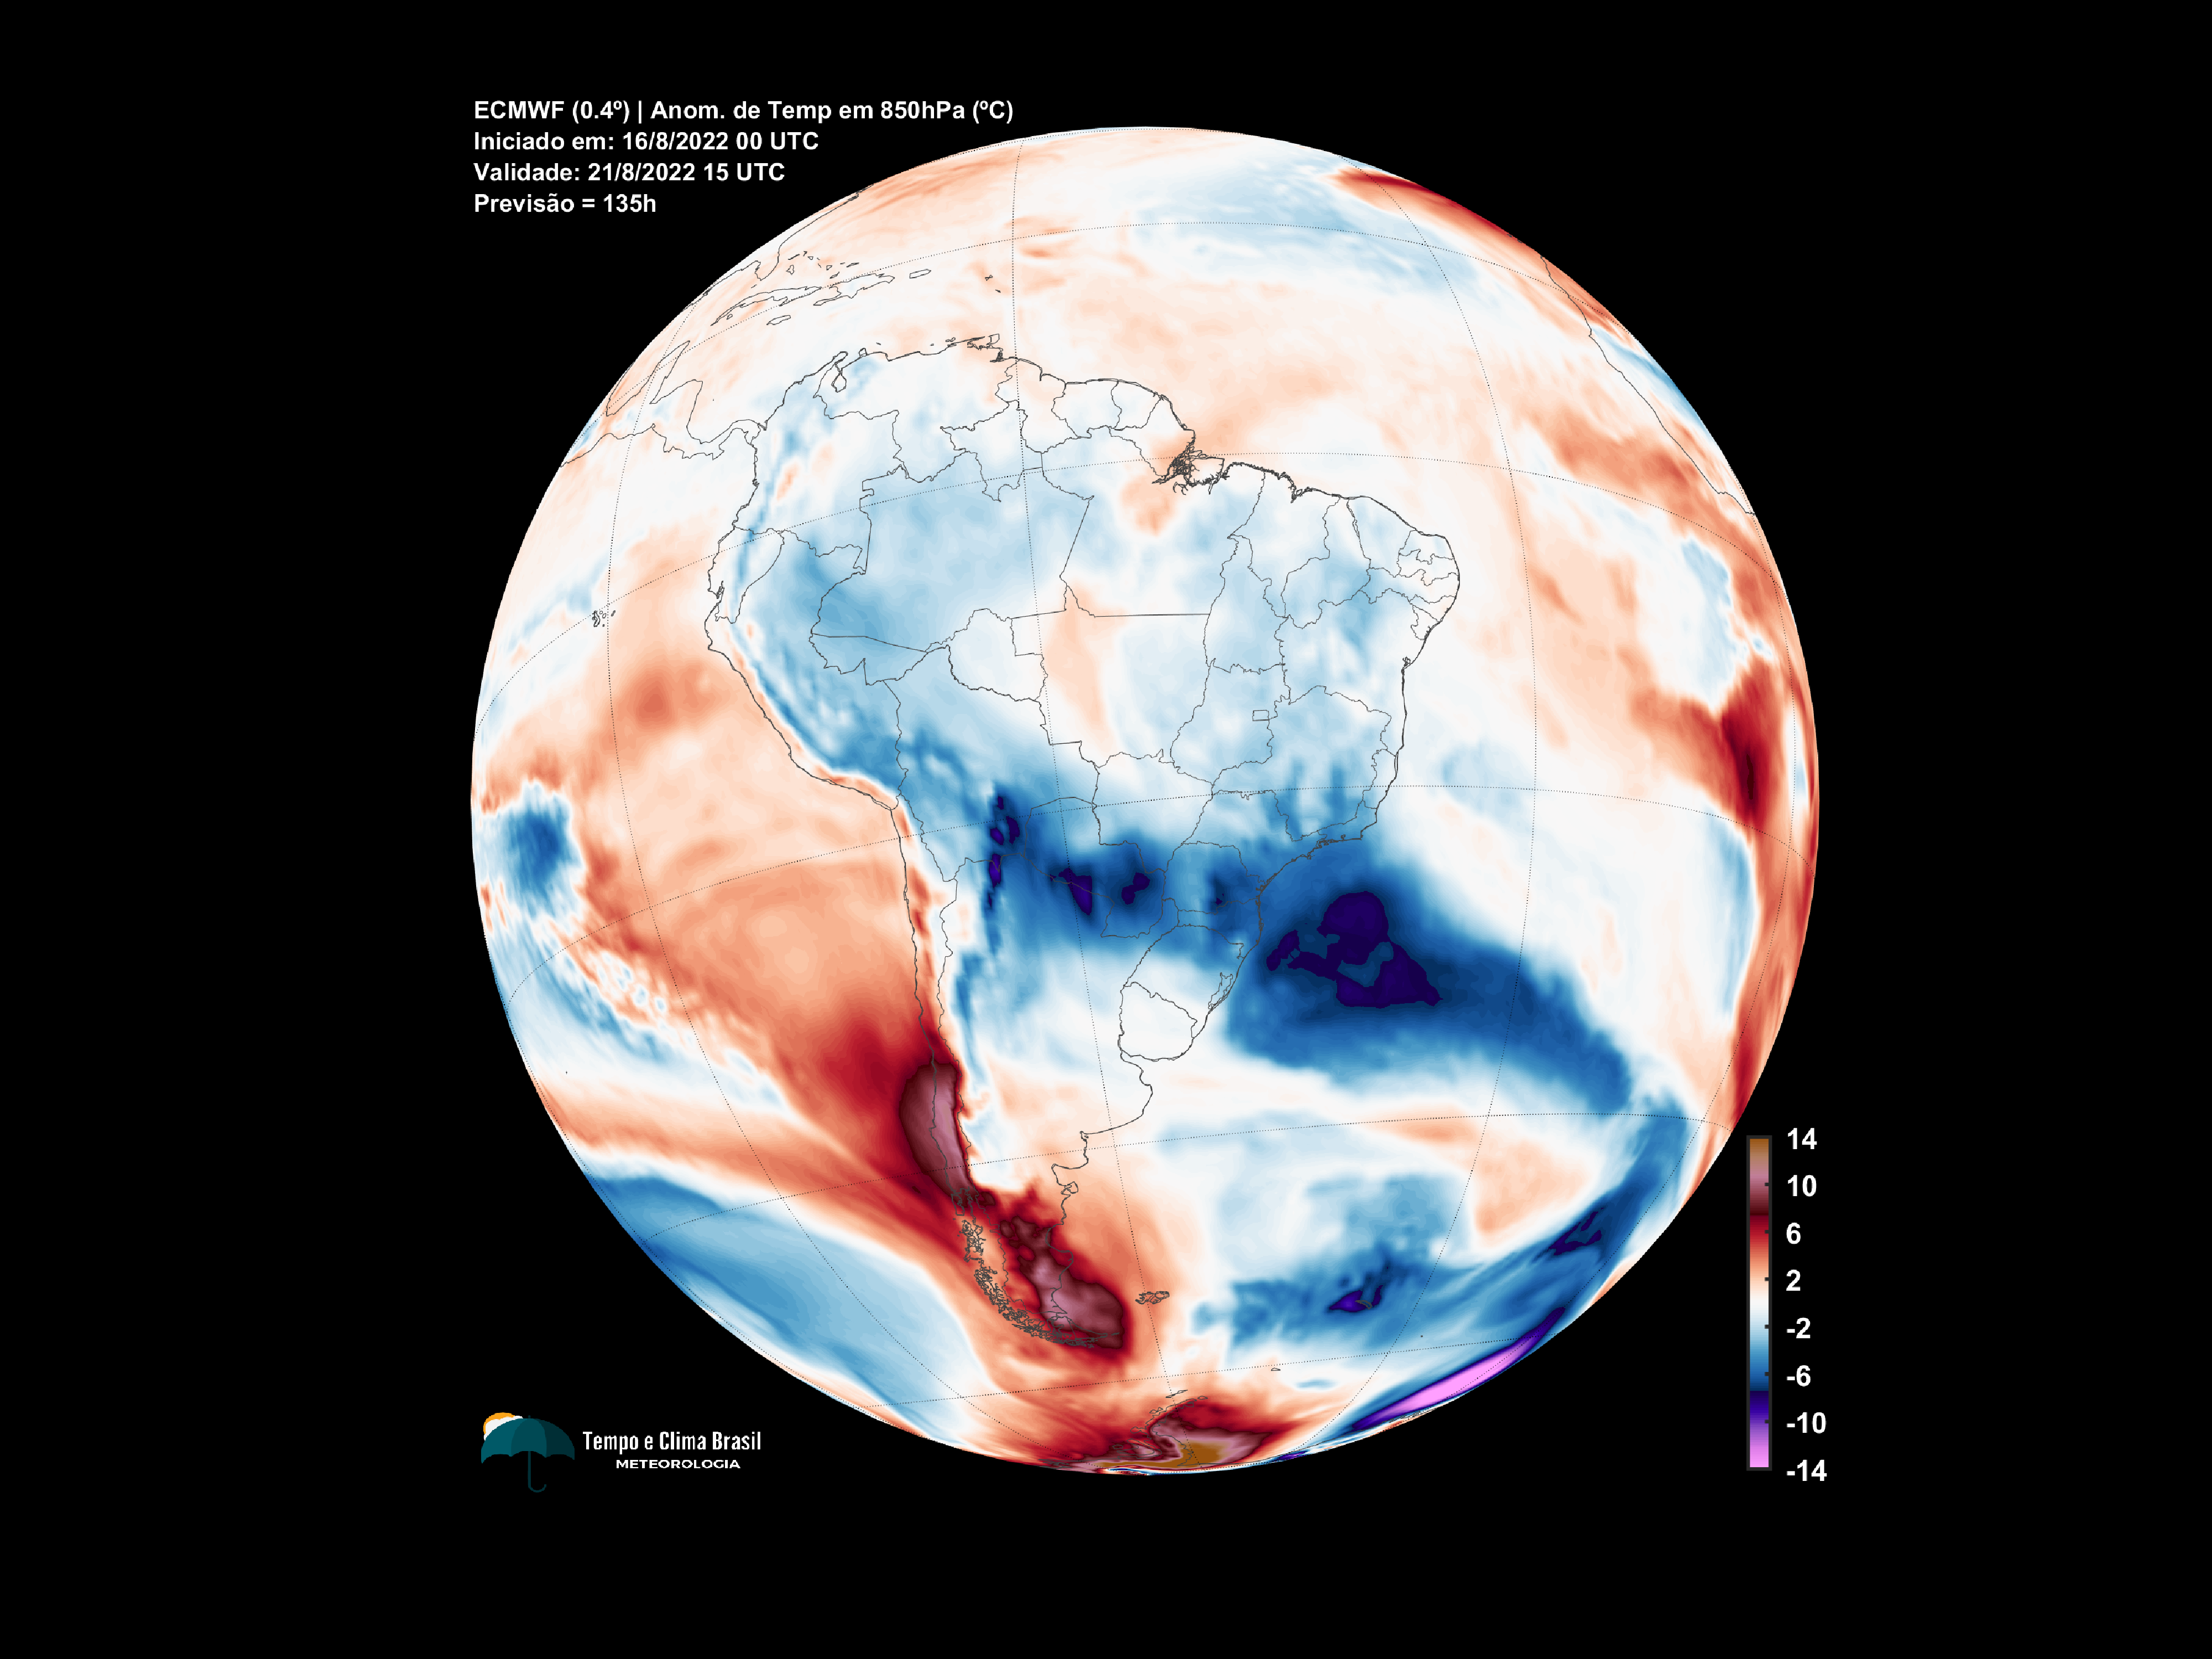 ECMWF (0.4º) | Anom. de Temp em 850hPa (ºC)
Iniciado em: 16/8/2022 00 UTC
Validade: 21/8/2022 15 UTC
Previsão = 135h
14
10
6
2
-2
-6
-10
-14
Tempo e Clima Brasil
METEOROLOGIA